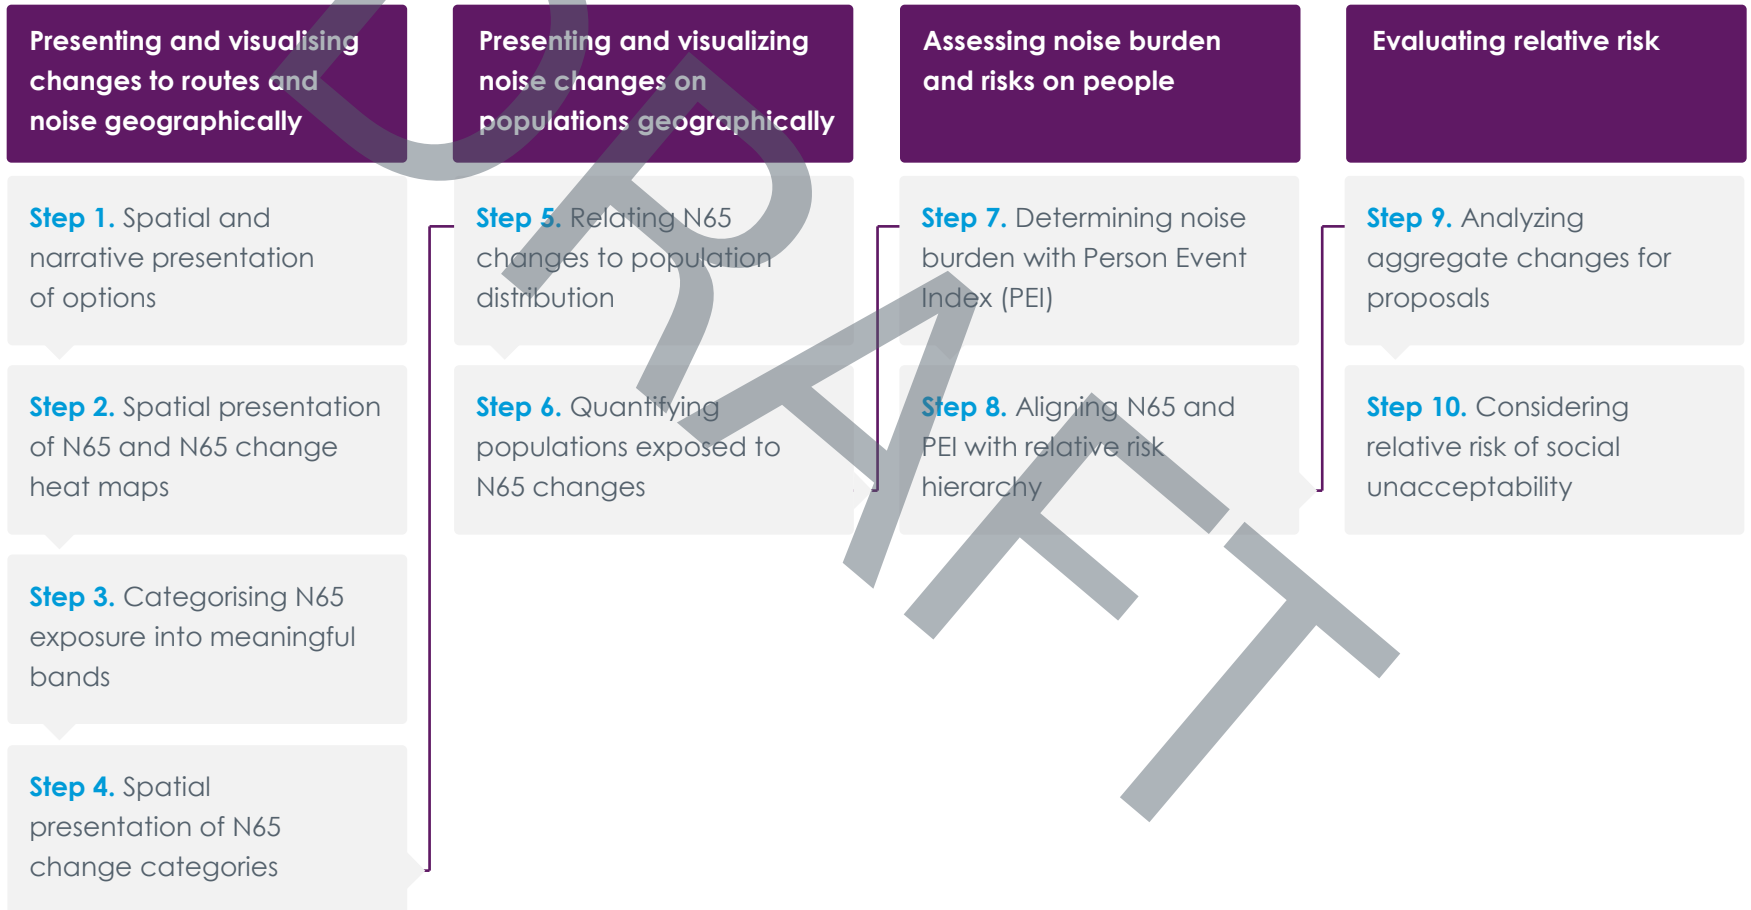 Presenting and visualising
changes to routes and
noise geographically
Step 1. Spatial and
narrative presentation
of options
Step 2. Spatial presentation
of N65 and N65 change
heat maps
Step 3. Categorising N65
exposure into meaningful
bands
Step 4. Spatial
presentation of N65
change categories
Presenting and visualizing
noise changes on
populations geographically
Step 5. Relating N65
changes to population
distribution
Step 6. Quantifying
populations exposed to
N65 changes
Assessing noise burden
and risks on people
Step 7. Determining noise
burden with Person Event
Index (PEI)
Step 8. Aligning N65 and
PEI with relative risk
hierarchy
Evaluating relative risk
Step 9. Analyzing
aggregate changes for
proposals
Step 10. Considering
relative risk of social
unacceptability
DRAFT